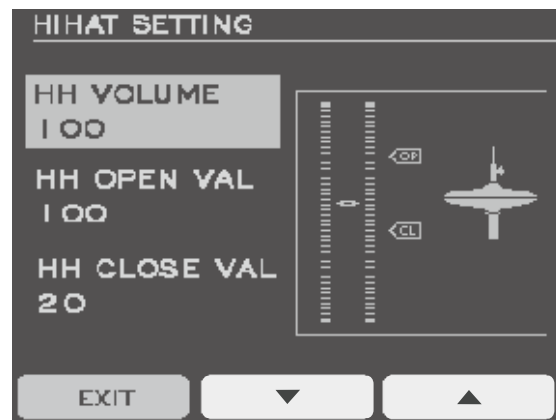 HIHAT SETTING
HH VOLUME
100
HH OPEN VAL
100
HH CLOSE VAL
20
OP
CL
EXIT